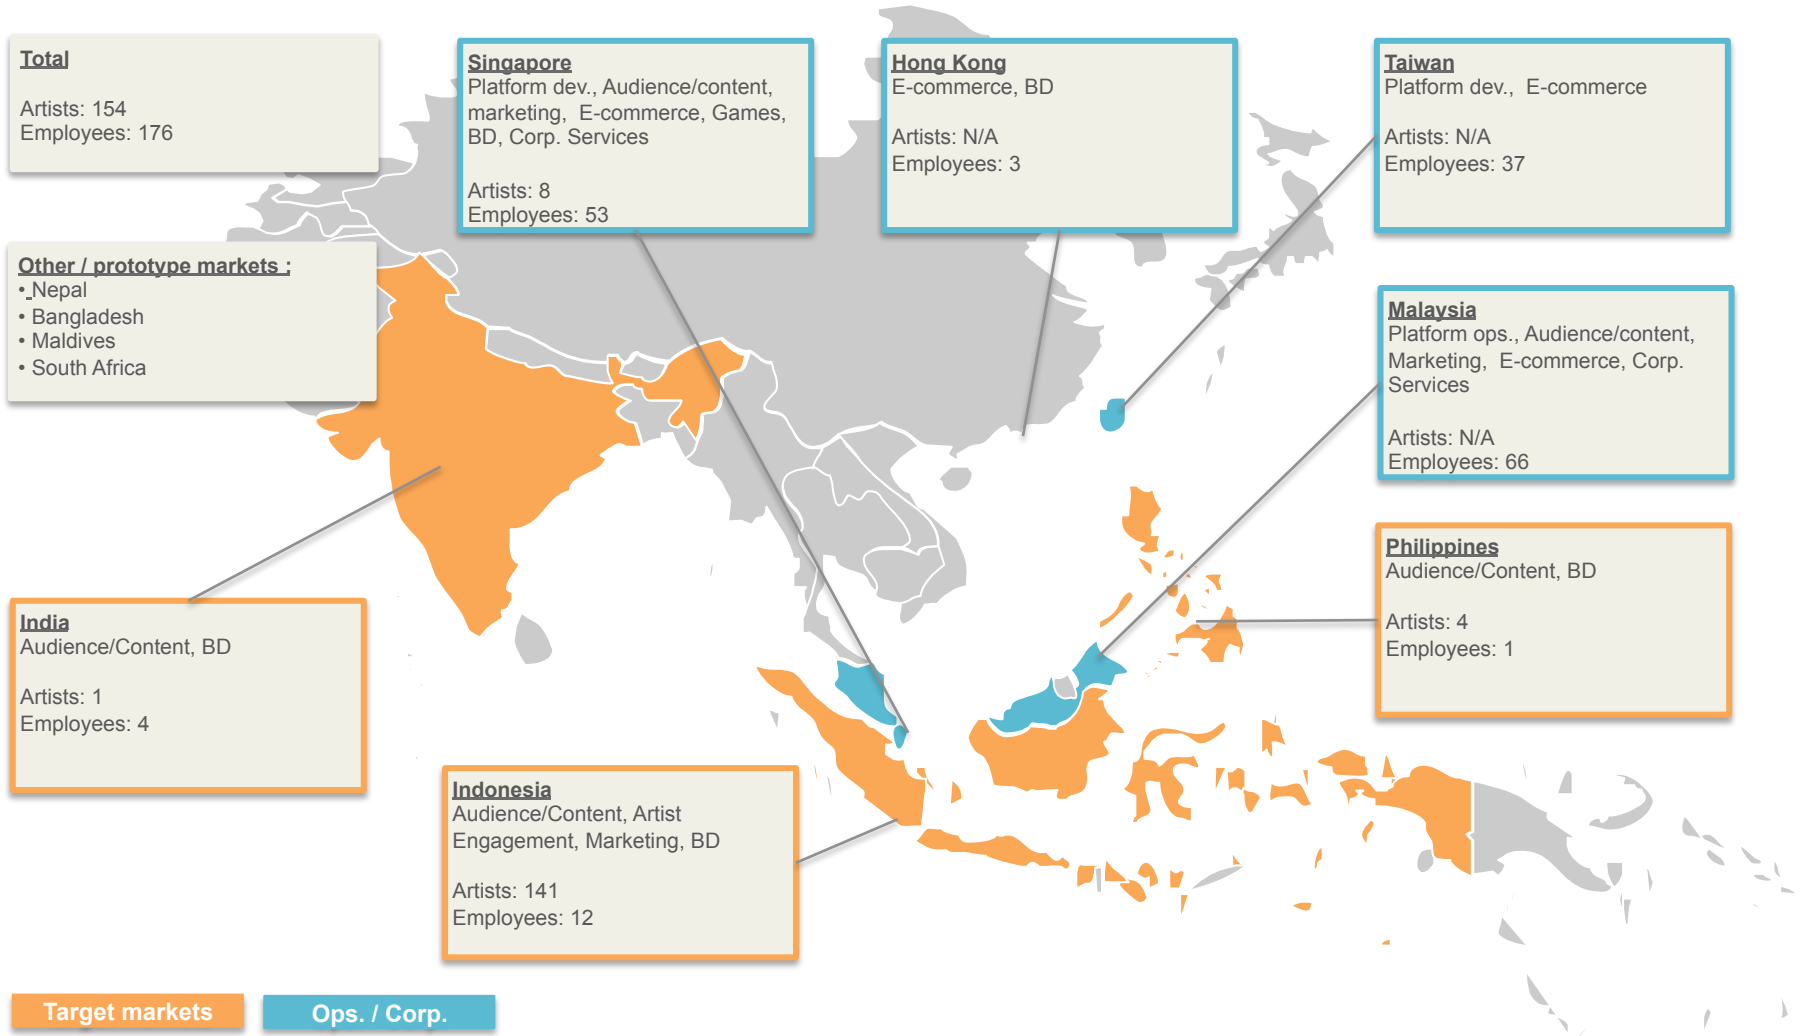 Total
Artists: 154
Employees: 176
Other / prototype markets :
• Nepal
• Bangladesh
• Maldives
• South Africa
Singapore
Platform dev., Audience/content,
marketing, E-commerce, Games,
BD, Corp. Services
Artists: 8
Employees: 53
Hong Kong
E-commerce, BD
Artists: N/A
Employees: 3
Taiwan
Platform dev., E-commerce
Artists: N/A
Employees: 37
Malaysia
Platform ops., Audience/content,
Marketing, E-commerce, Corp.
Services
Artists: N/A
Employees: 66
Philippines
Audience/Content, BD
Artists: 4
Employees: 1
India
Audience/Content, BD
Artists: 1
Employees: 4
Indonesia
Audience/Content, Artist
Engagement, Marketing, BD
Artists: 141
Employees: 12
Target markets
Ops. / Corp.